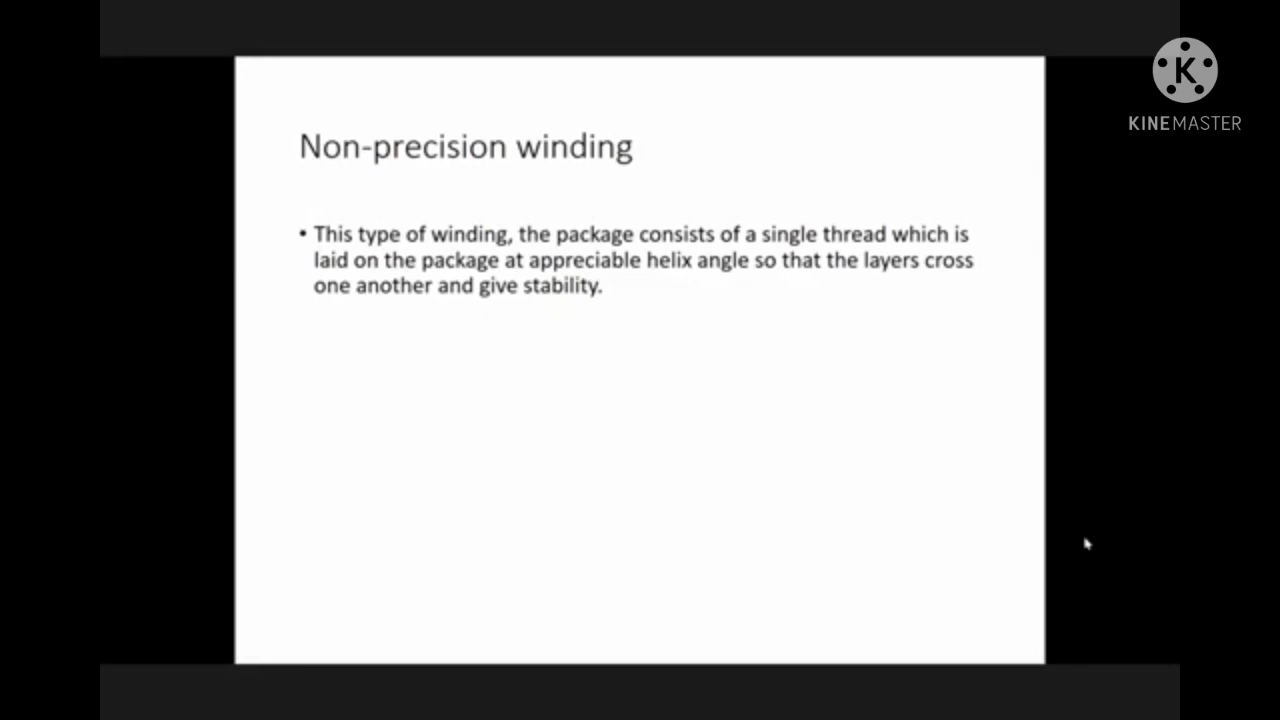 K
KINEMASTER
Non-precision winding
• This type of winding, the package consists of a single thread which is
laid on the package at appreciable helix angle so that the layers cross
one another and give stability.